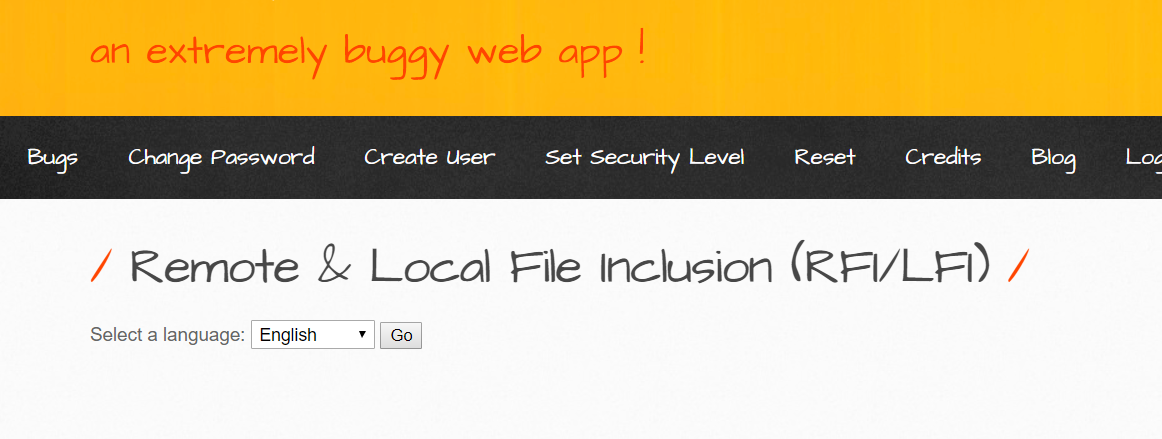 an extremely buggy web app !
Bugs Change Password Create User Set Security Level Reset Credits Blog Log
/ Remote & Local File Inclusion (RFI/LFI) /
Select a language: English Go